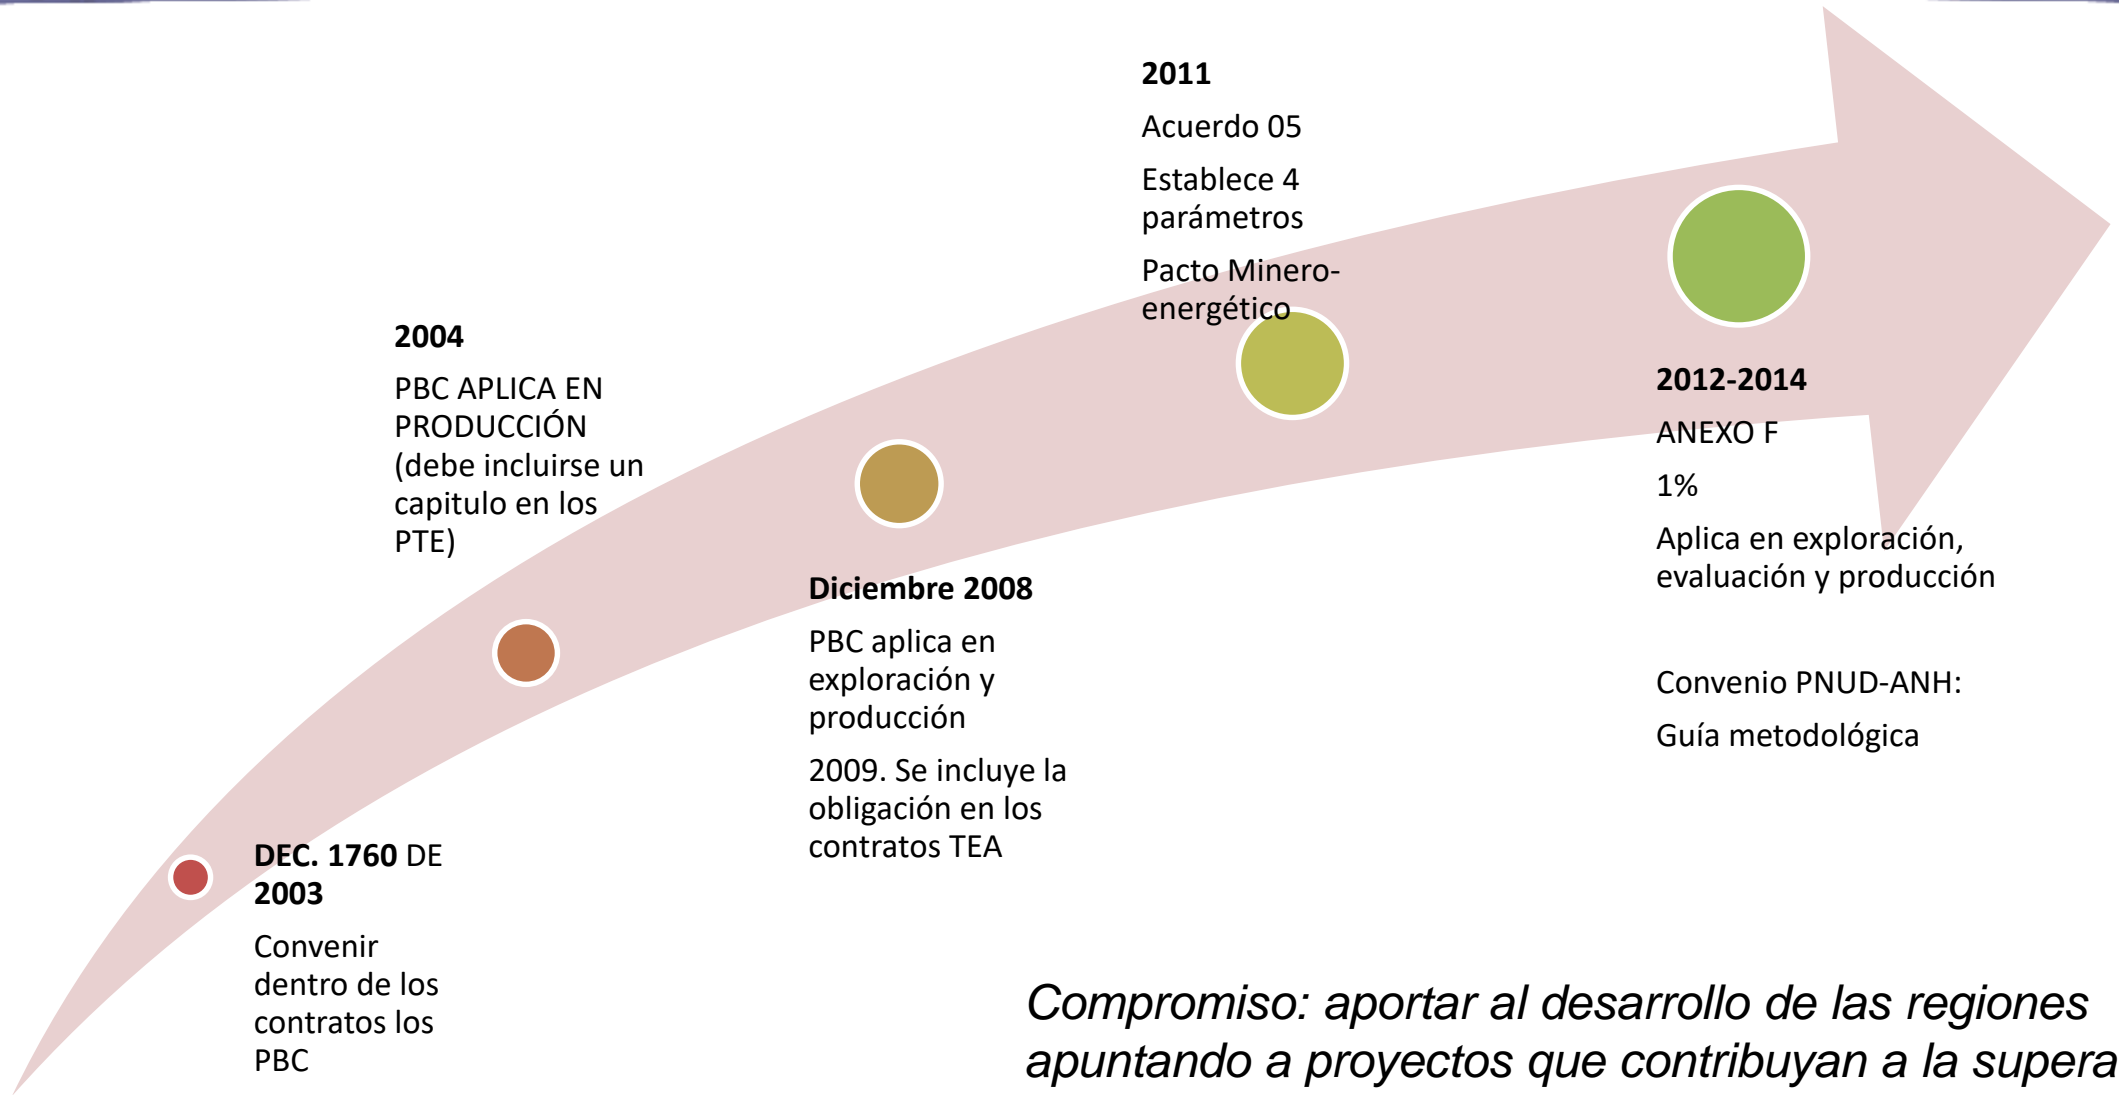 DEC. 1760 DE
2003
Convenir
dentro de los
contratos los
PBC
2004
PBC APLICA EN
PRODUCCIÓN
(debe incluirse un
capitulo en los
PTE)
Diciembre 2008
PBC aplica en
exploración y
producción
2009. Se incluye la
obligación en los
contratos TEA
2011
Acuerdo 05
Establece 4
parámetros
Pacto Minero-
energético
2012-2014
ANEXO F
1%
Aplica en exploración,
evaluación y producción
Convenio PNUD-ANH:
Guía metodológica
Compromiso: aportar al desarrollo de las regiones
apuntando a proyectos que contribuyan a la supera